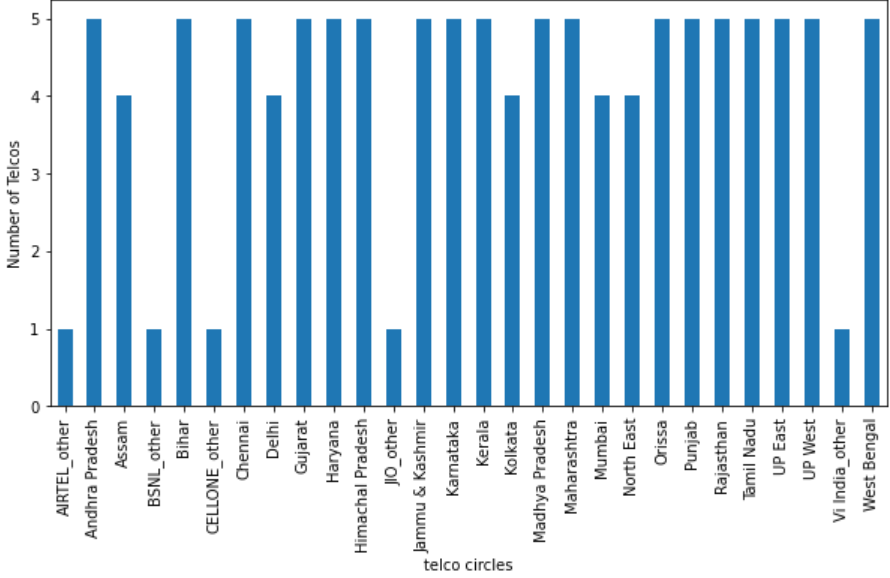 Number of Telcos
5
4
3
2
1
0
AIRTEL_other
Andhra Pradesh
Assam
BSNL_other
Bihar
CELLONE_other
Chennai
Delhi
Gujarat
Haryana
Himachal Pradesh
JIO_other
Jammu & Kashmir
Karnataka
Kerala
Kolkata
Madhya Pradesh
Maharashtra
Mumbai
North East
Orissa
Punjab
Rajasthan
Tamil Nadu
UP East
UP West
Vi India_other
West Bengal
telco circles